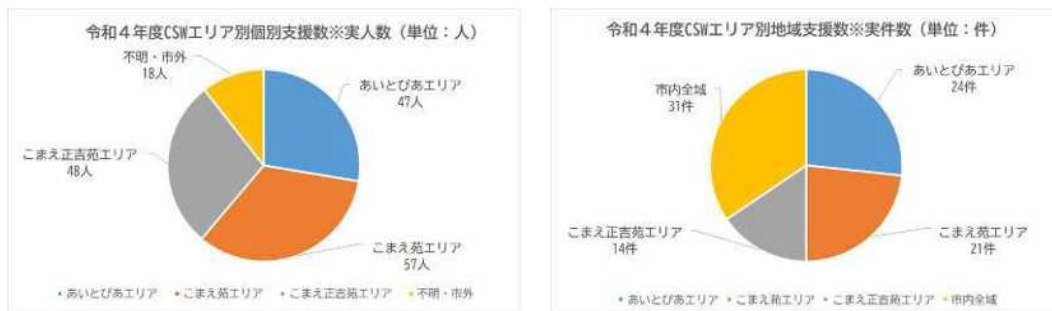 令和４年度CSWエリア別個別支援数※実人数（単位：人）
不明・市外
18人
あいとぴあエリア
47人
こまえ正吉苑エリア
48人
こまえ苑エリア
57人
・あいとぴあエリア ・こまえ苑エリア ・こまえ正吉苑エリア ・不明・市外
令和４年度CSWエリア別地域支援数※実件数（単位：件）
市内全域
31件
あいとぴあエリア
24件
こまえ正吉苑エリア
14件
こまえ苑エリア
21件
・あいとぴあエリア ・こまえ苑エリア ・こまえ正吉苑エリア ・市内全域